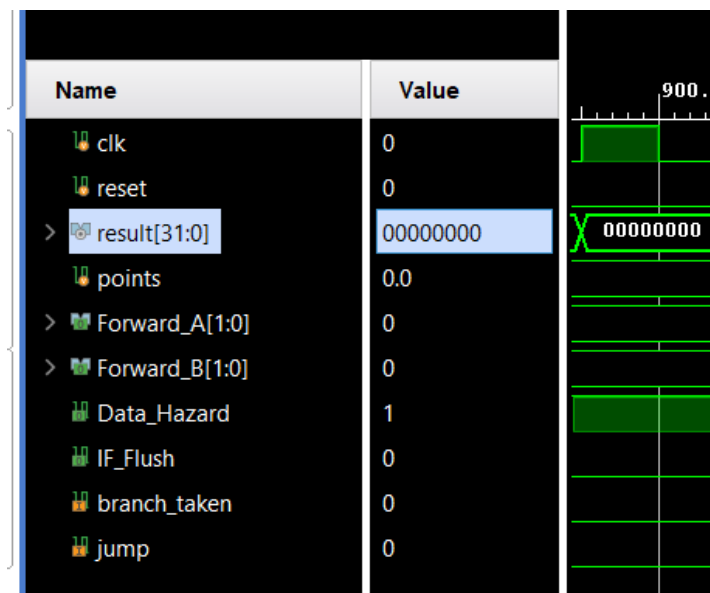 Name Value 900.
clk 0
reset 0
result[31:0] 00000000 00000000
points 0.0
Forward_A[1:0] 0
Forward_B[1:0] 0
Data_Hazard 1
IF_Flush 0
branch_taken 0
jump 0